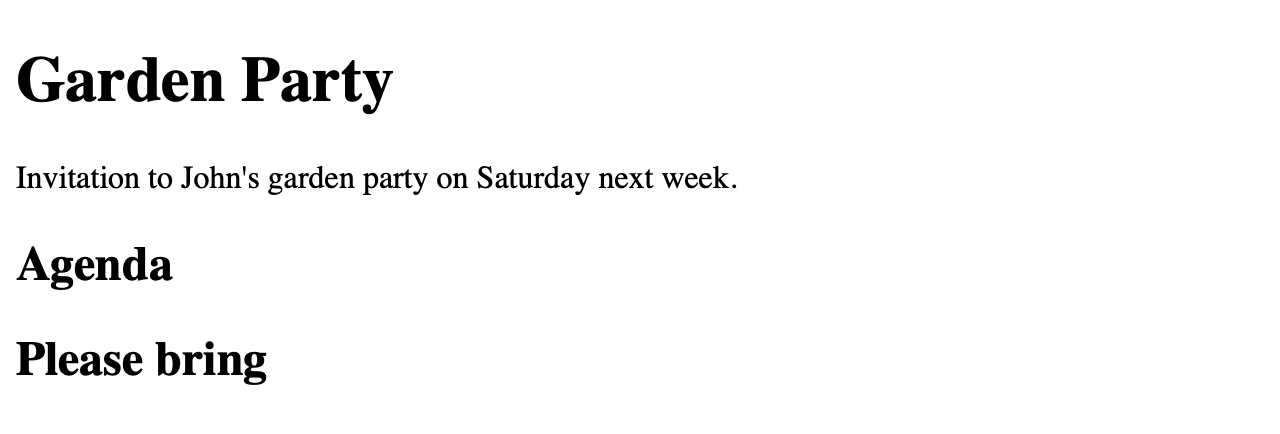 Garden Party
Invitation to John's garden party on Saturday next week.
Agenda
Please bring